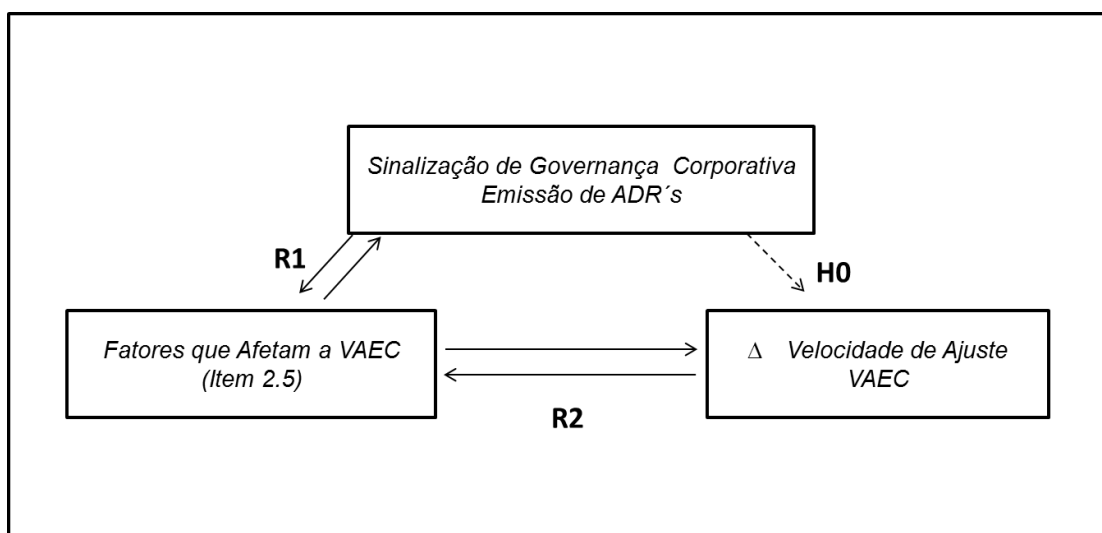 Sinalização de Governança Corporativa
Emissão de ADR´s
R1
H0
Fatores que Afetam a VAEC
(Item 2.5)
∆ Velocidade de Ajuste
VAEC
R2